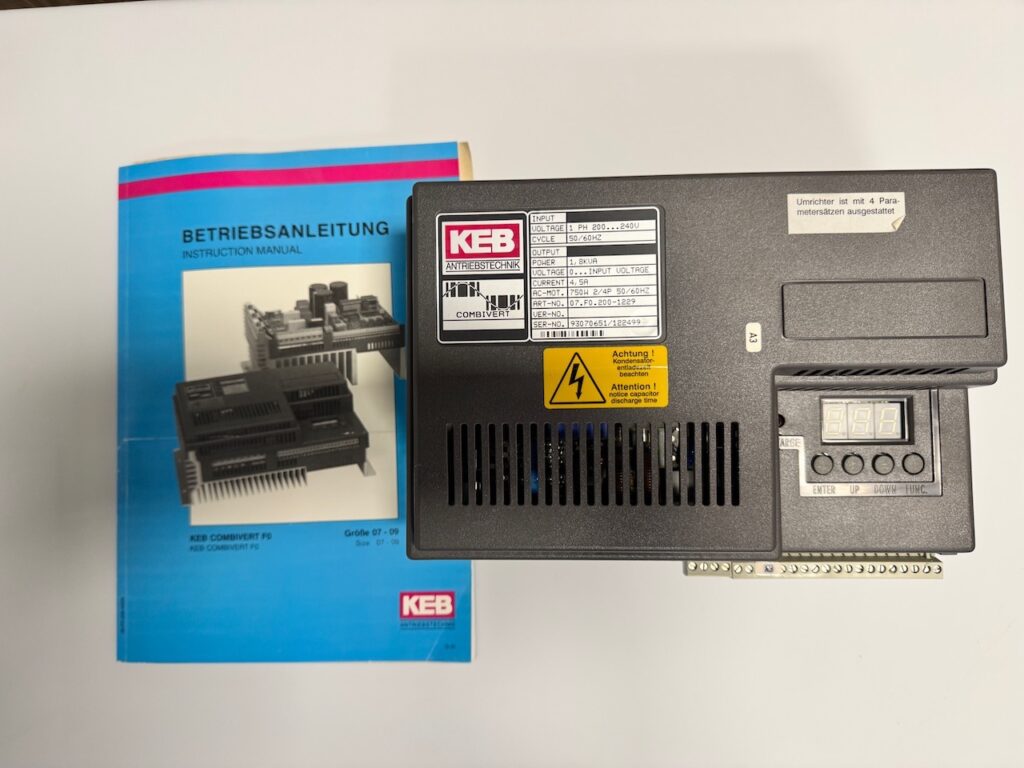 BETRIEBSANLEITUNG
INSTRUCTION MANUAL
KEB COMBIVERT F0
KEB COMBIVERT F0
Größe 07 - 09
Size 07 - 09
KEB
ANTRIEBSTECHNIK
KEB
ANTRIEBSTECHNIK
COMBIVERT
INPUT
VOLTAGE 1 PH 200...240V
CYCLE 50/60HZ
OUTPUT
POWER 1,8KVA
VOLTAGE 0...INPUT VOLTAGE
CURRENT 4,5A
AC-MOT. 750W 2/4P 50/60HZ
ART-NO. 07.F0.200-1229
VER-NO.
SER-NO. 93070651/122499
Achtung !
Kondensator-
entladezeit
beachten
Attention !
notice capacitor
discharge time
Umrichter ist mit 4 Para-
metersätzen ausgestattet
A3
ENTER UP DOWN FUNC.